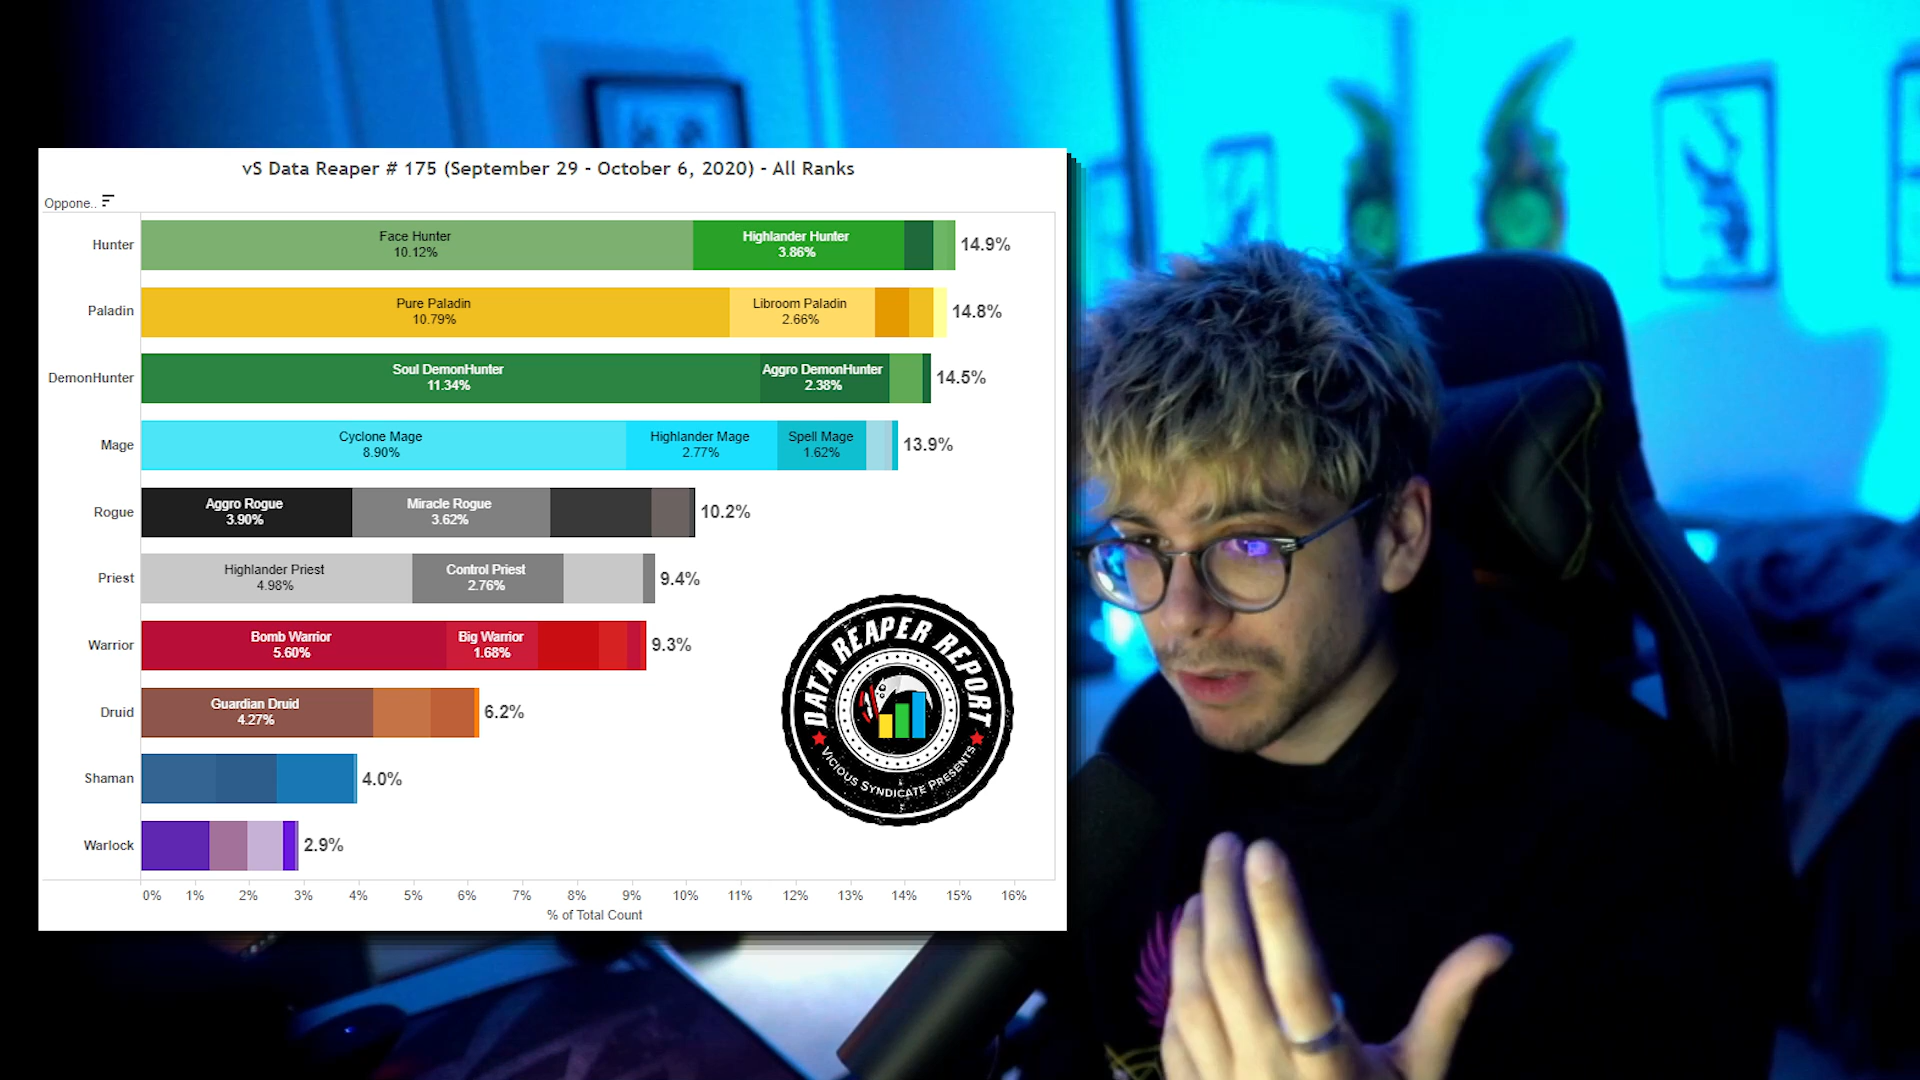 vS Data Reaper # 175 (September 29 - October 6, 2020) - All Ranks
Oppone..
Hunter
Face Hunter
10.12%
Highlander Hunter
3.86%
14.9%
Paladin
Pure Paladin
10.79%
Libroom Paladin
2.66%
14.8%
DemonHunter
Soul DemonHunter
11.34%
Aggro DemonHunter
2.38%
14.5%
Mage
Cyclone Mage
8.90%
Highlander Mage
2.77%
Spell Mage
1.62%
13.9%
Rogue
Aggro Rogue
3.90%
Miracle Rogue
3.62%
10.2%
Priest
Highlander Priest
4.98%
Control Priest
2.76%
9.4%
Warrior
Bomb Warrior
5.60%
Big Warrior
1.68%
9.3%
Druid
Guardian Druid
4.27%
6.2%
Shaman
4.0%
Warlock
2.9%
0% 1% 2% 3% 4% 5% 6% 7% 8% 9% 10% 11% 12% 13% 14% 15% 16%
% of Total Count
DATA REAPER REPORT
VICIOUS SYNDICATE PRESENTS